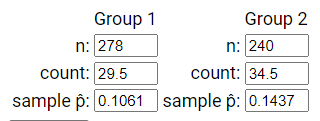 Group 1 Group 2
n: 278 n: 240
count: 29.5 count: 34.5
sample p̂: 0.1061 sample p̂: 0.1437